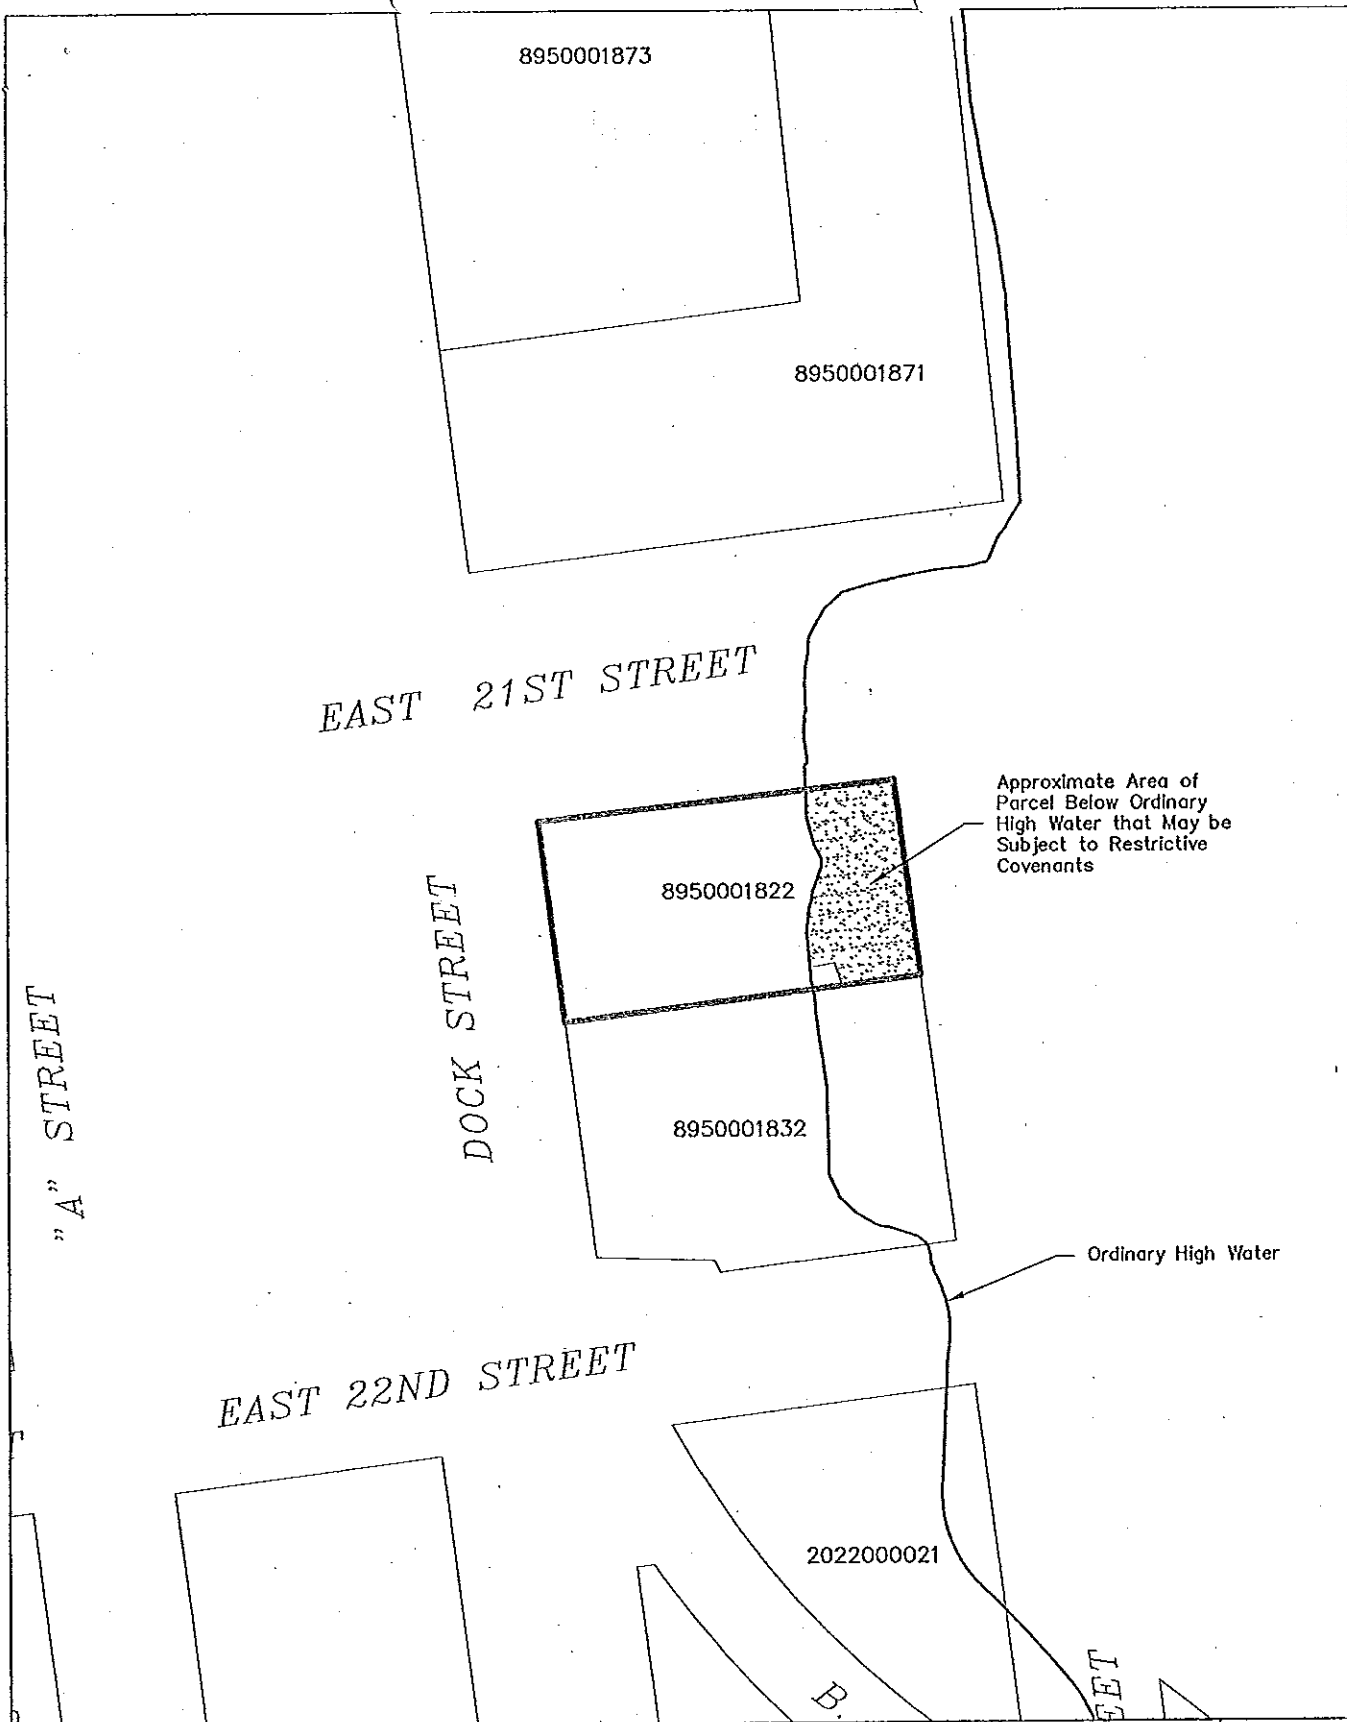 8950001873
8950001871
EAST 21ST STREET
Approximate Area of
Parcel Below Ordinary
High Water that May be
Subject to Restrictive
Covenants
8950001822
DOCK STREET
"A" STREET
8950001832
Ordinary High Water
EAST 22ND STREET
2022000021
B.
EET